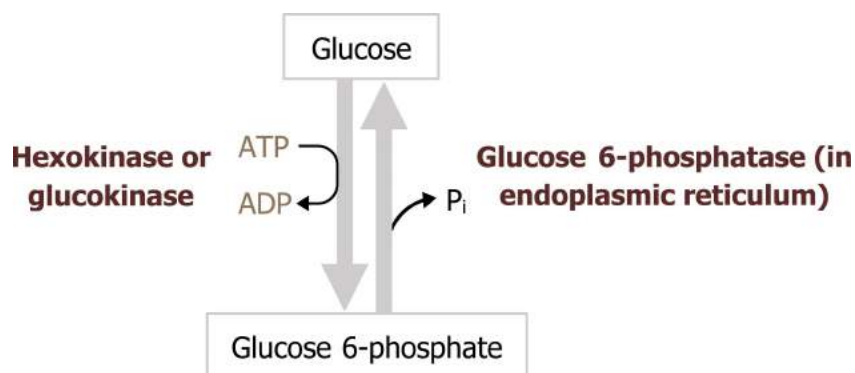 Glucose
Hexokinase or
glucokinase
ATP
ADP
Pi
Glucose 6-phosphatase (in
endoplasmic reticulum)
Glucose 6-phosphate